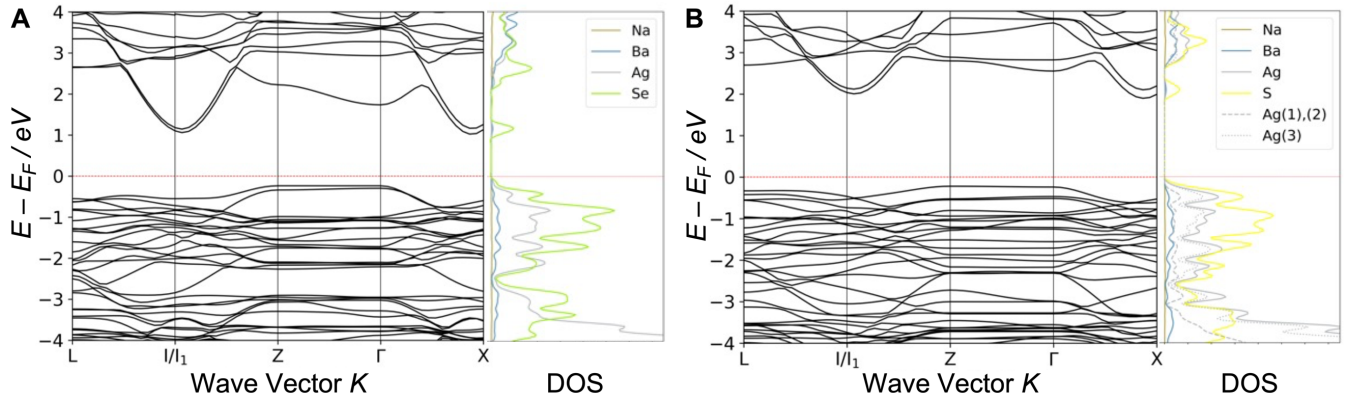 A
E − E_F / eV
4
3
2
1
0
−1
−2
−3
−4
L
I/I₁
Z
Γ
X
Wave Vector K
DOS
Na
Ba
Ag
Se
B
E − E_F / eV
4
3
2
1
0
−1
−2
−3
−4
L
I/I₁
Z
Γ
X
Wave Vector K
DOS
Na
Ba
Ag
S
Ag(1),(2)
Ag(3)